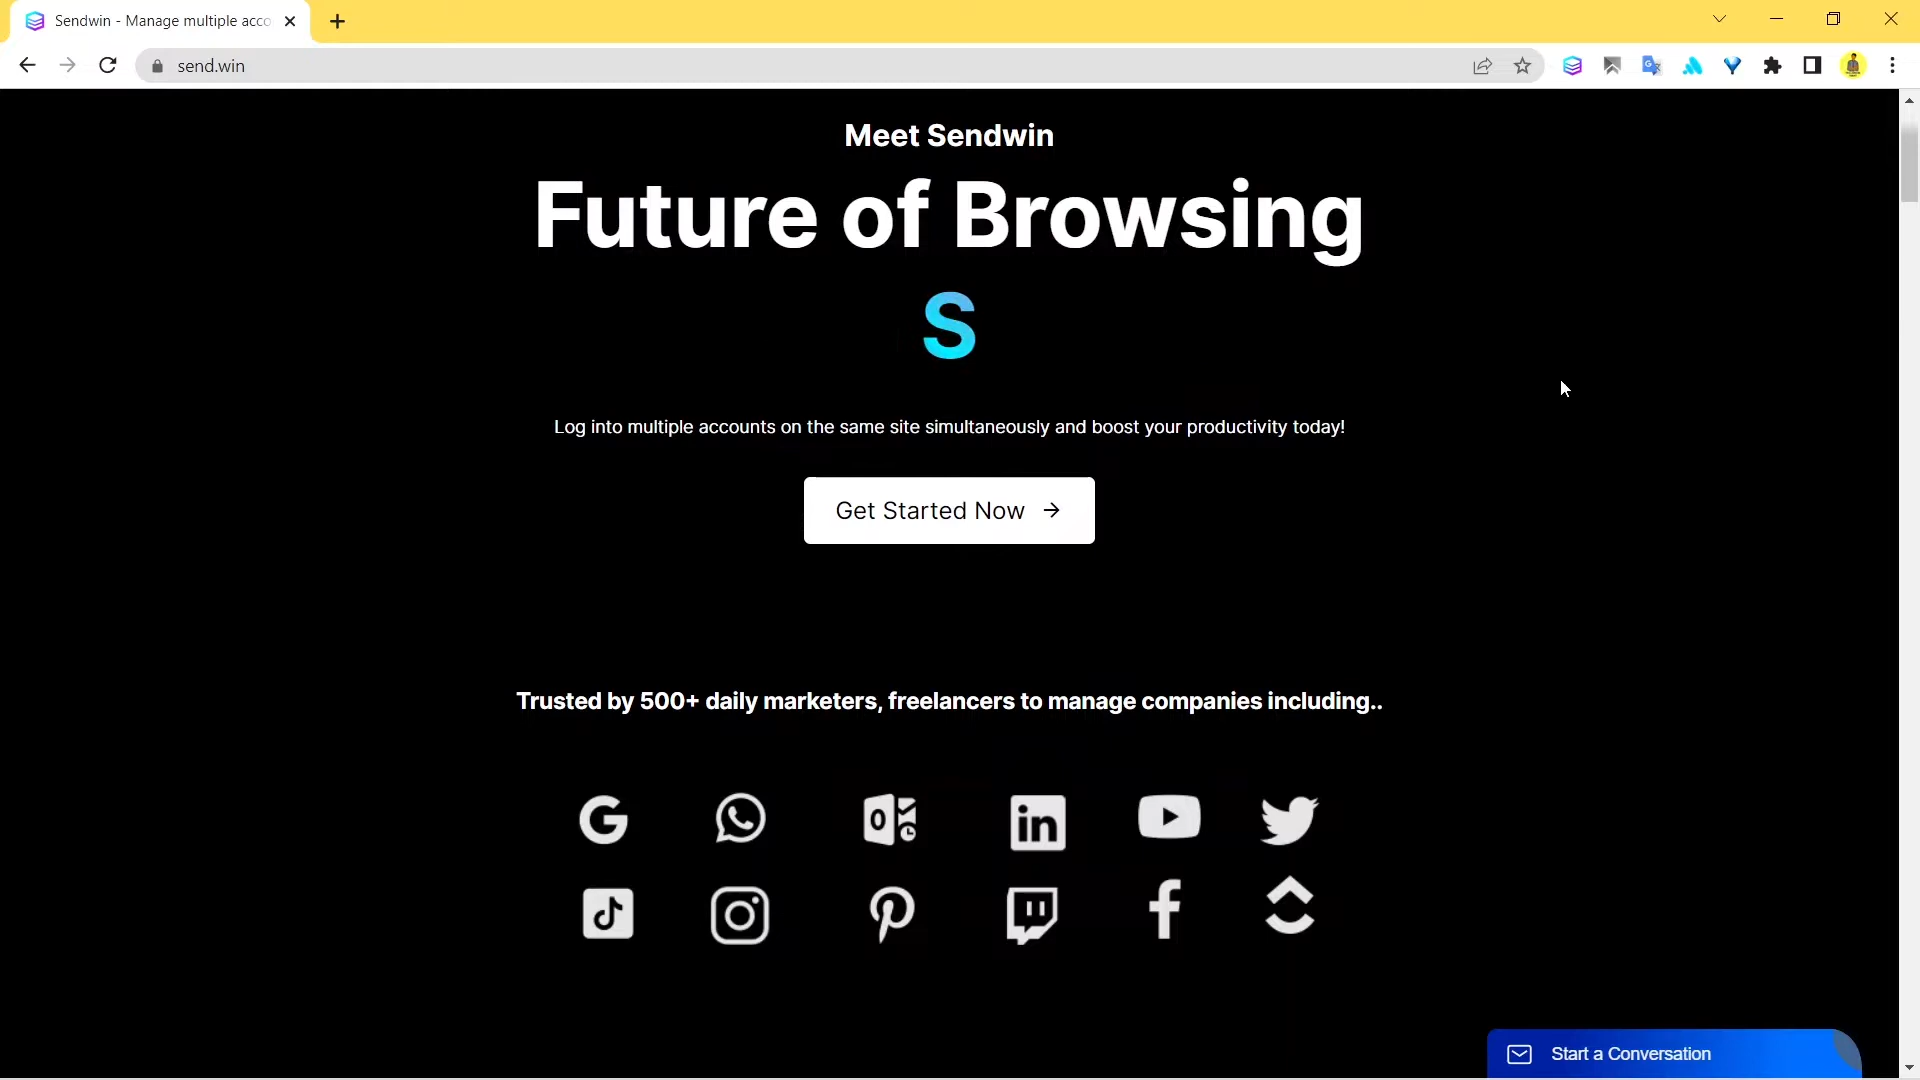 Sendwin - Manage multiple acco
send.win
Meet Sendwin
Future of Browsing
S
Log into multiple accounts on the same site simultaneously and boost your productivity today!
Get Started Now →
Trusted by 500+ daily marketers, freelancers to manage companies including..
Start a Conversation